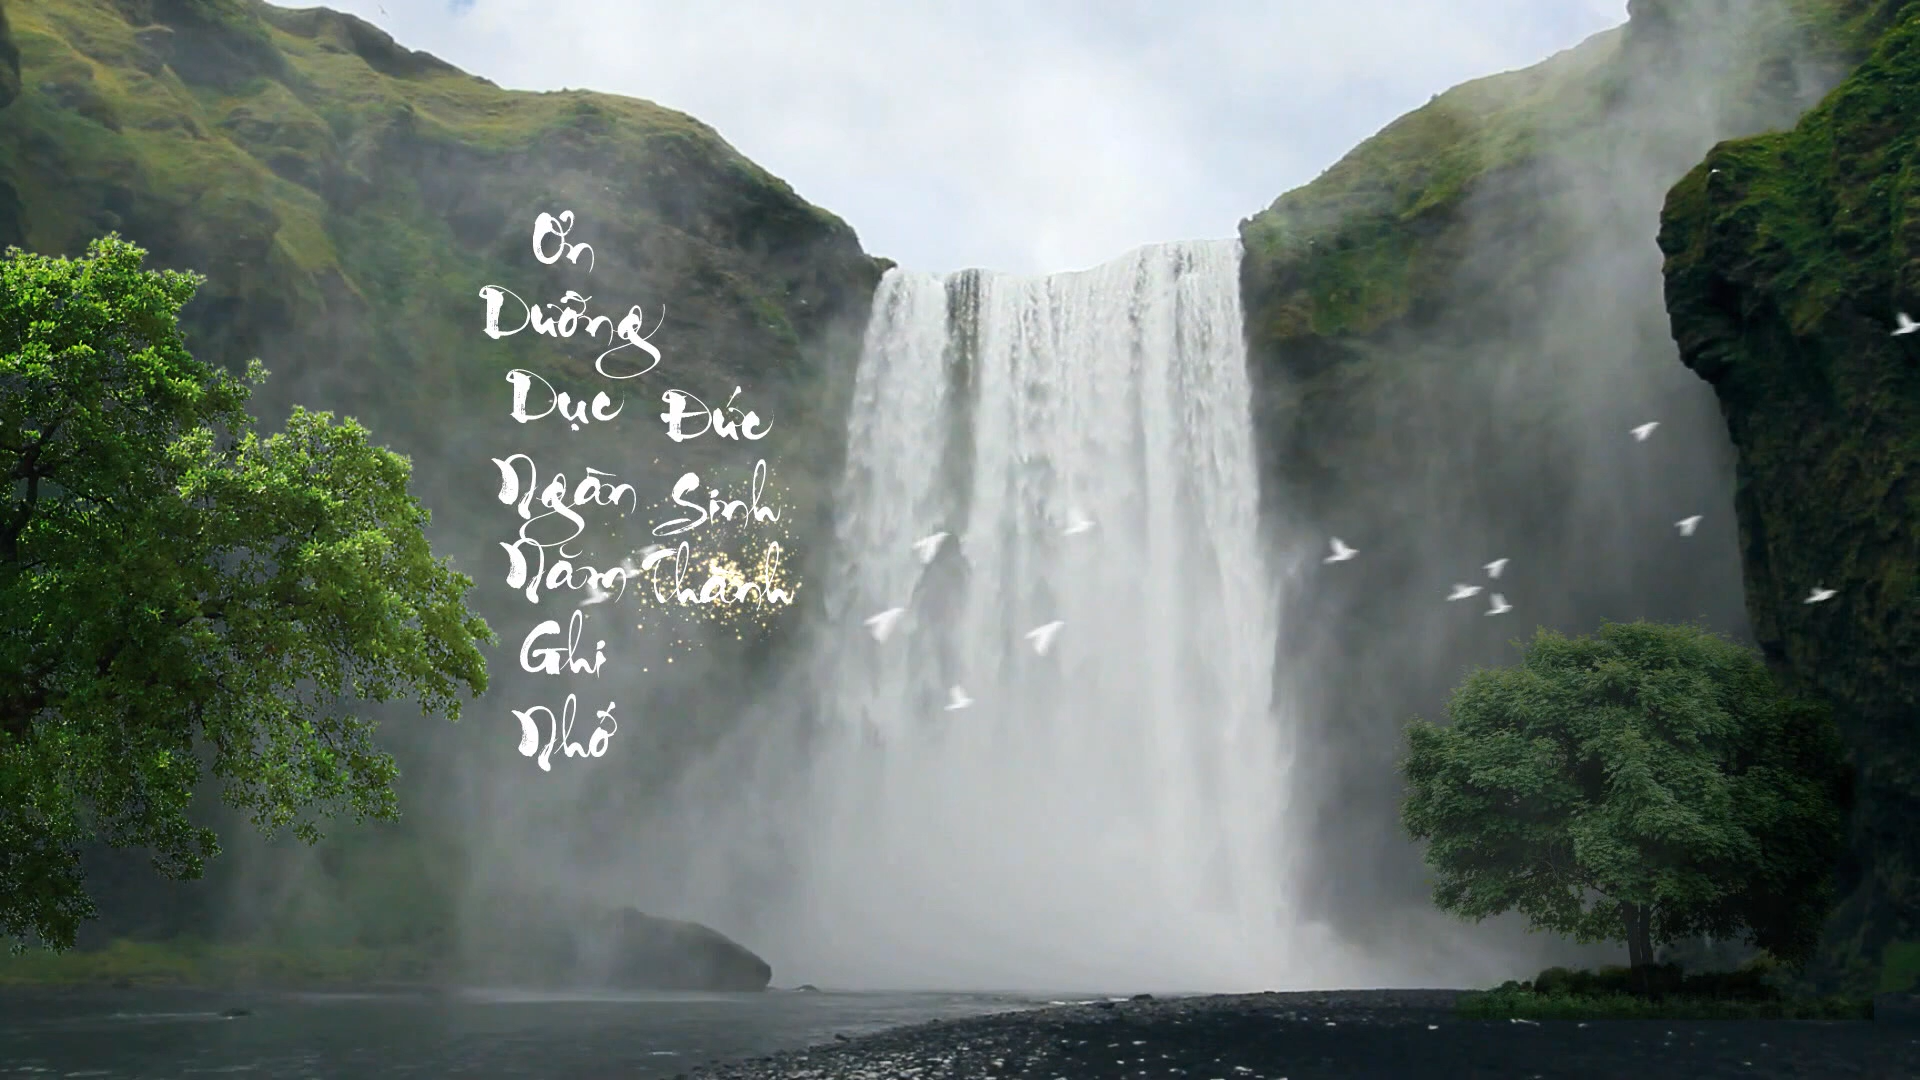 Ơn
Dưỡng
Dục
Ngàn
Năm
Ghi
Nhớ
Đức
Sinh
Thành